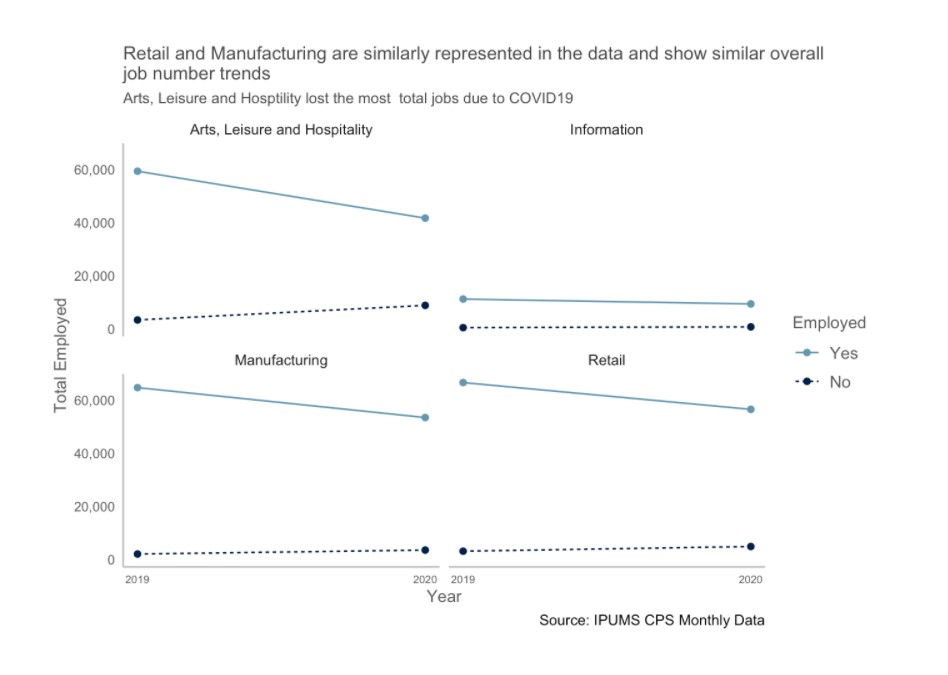 Retail and Manufacturing are similarly represented in the data and show similar overall
job number trends
Arts, Leisure and Hosptility lost the most  total jobs due to COVID19
Arts, Leisure and Hospitality
Information
60,000
40,000
20,000
0
Manufacturing
Retail
60,000
40,000
20,000
0
Total Employed
2019
2020
2019
2020
Year
Employed
Yes
No
Source: IPUMS CPS Monthly Data